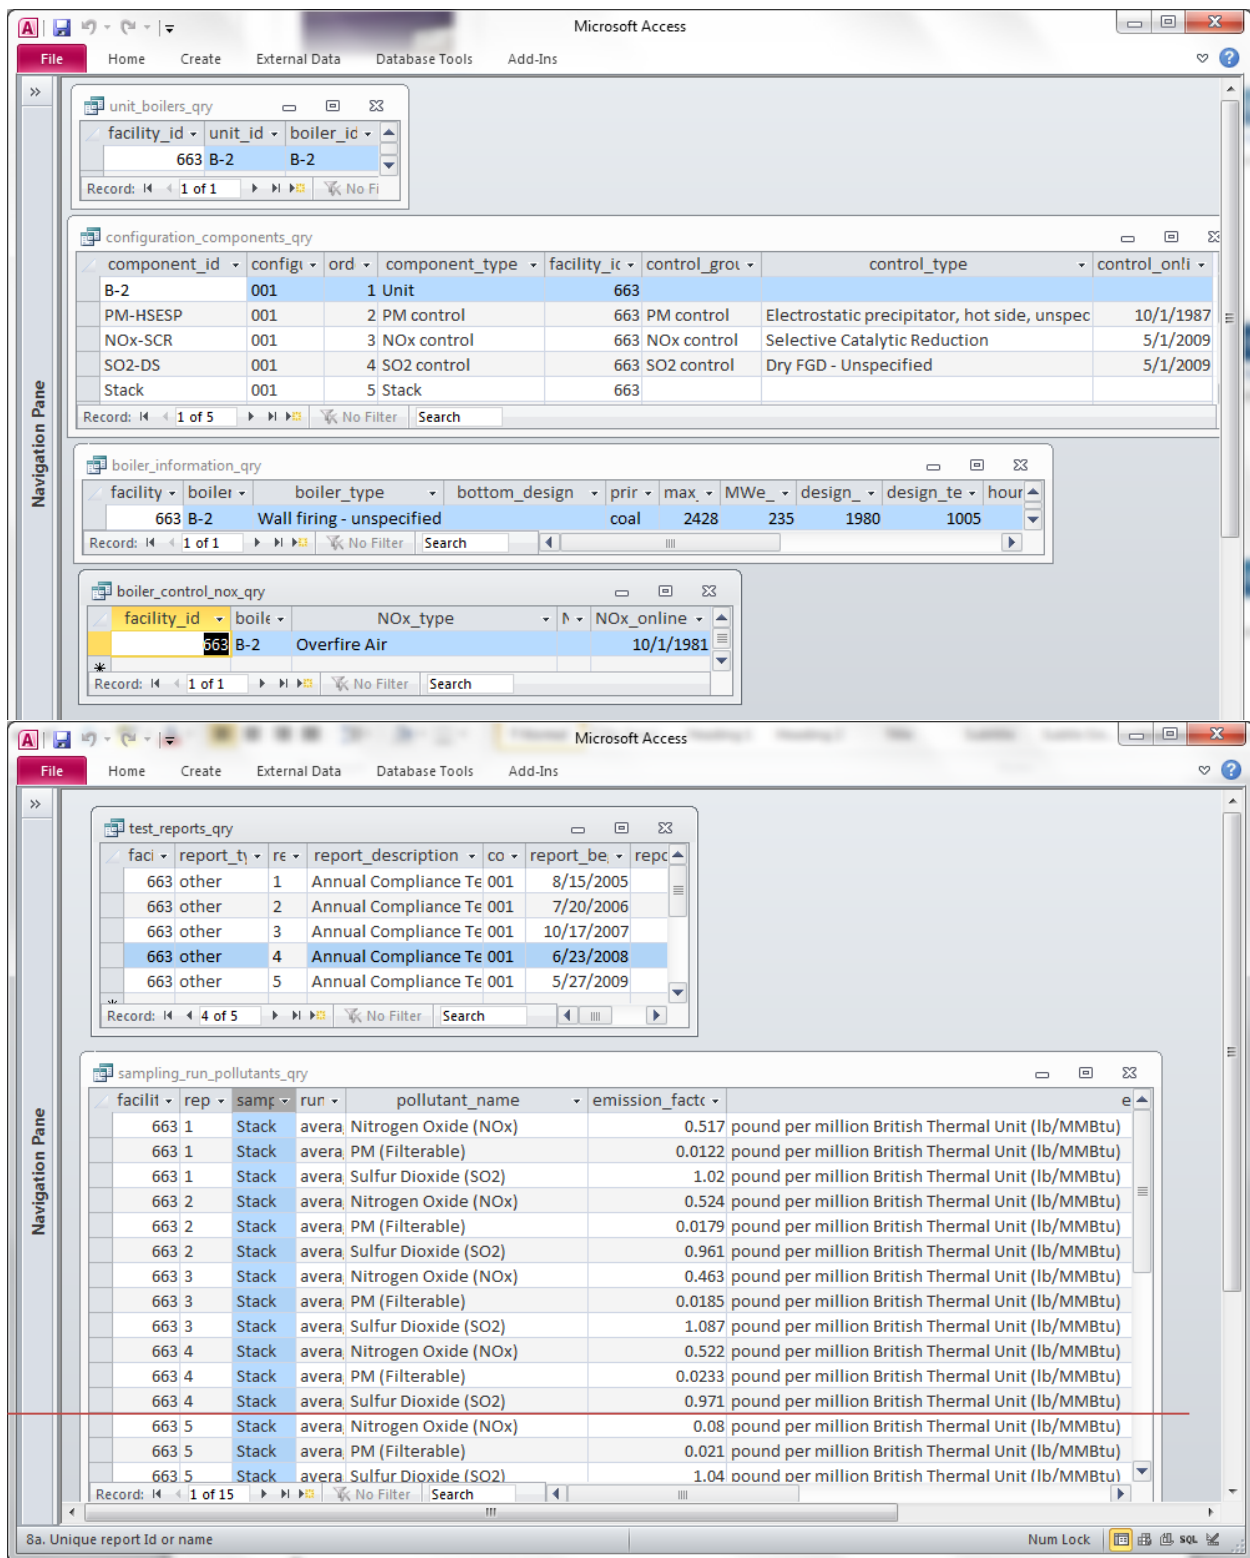 Microsoft Access
File Home Create External Data Database Tools Add-Ins
Navigation Pane
unit_boilers_qry
facility_id unit_id boiler_id
663 B-2 B-2
Record: 1 of 1 No Fi
configuration_components_qry
component_id configu ord component_type facility_ic control_grou control_type control_onli
B-2 001 1 Unit 663
PM-HSESP 001 2 PM control 663 PM control Electrostatic precipitator, hot side, unspec 10/1/1987
NOx-SCR 001 3 NOx control 663 NOx control Selective Catalytic Reduction 5/1/2009
SO2-DS 001 4 SO2 control 663 SO2 control Dry FGD - Unspecified 5/1/2009
Stack 001 5 Stack 663
Record: 1 of 5 No Filter Search
boiler_information_qry
facility boiler boiler_type bottom_design prir max_ MWe_ design_ design_te hour
663 B-2 Wall firing - unspecified coal 2428 235 1980 1005
Record: 1 of 1 No Filter Search
boiler_control_nox_qry
facility_id boile NOx_type N NOx_online
663 B-2 Overfire Air 10/1/1981
Record: 1 of 1 No Filter Search
Microsoft Access
File Home Create External Data Database Tools Add-Ins
Navigation Pane
test_reports_qry
faci report_ty re report_description co report_be repo
663 other 1 Annual Compliance Te 001 8/15/2005
663 other 2 Annual Compliance Te 001 7/20/2006
663 other 3 Annual Compliance Te 001 10/17/2007
663 other 4 Annual Compliance Te 001 6/23/2008
663 other 5 Annual Compliance Te 001 5/27/2009
Record: 4 of 5 No Filter Search
sampling_run_pollutants_qry
facilit rep samp run pollutant_name emission_facto e
663 1 Stack avera Nitrogen Oxide (NOx) 0.517 pound per million British Thermal Unit (lb/MMBtu)
663 1 Stack avera PM (Filterable) 0.0122 pound per million British Thermal Unit (lb/MMBtu)
663 1 Stack avera Sulfur Dioxide (SO2) 1.02 pound per million British Thermal Unit (lb/MMBtu)
663 2 Stack avera Nitrogen Oxide (NOx) 0.524 pound per million British Thermal Unit (lb/MMBtu)
663 2 Stack avera PM (Filterable) 0.0179 pound per million British Thermal Unit (lb/MMBtu)
663 2 Stack avera Sulfur Dioxide (SO2) 0.961 pound per million British Thermal Unit (lb/MMBtu)
663 3 Stack avera Nitrogen Oxide (NOx) 0.463 pound per million British Thermal Unit (lb/MMBtu)
663 3 Stack avera PM (Filterable) 0.0185 pound per million British Thermal Unit (lb/MMBtu)
663 3 Stack avera Sulfur Dioxide (SO2) 1.087 pound per million British Thermal Unit (lb/MMBtu)
663 4 Stack avera Nitrogen Oxide (NOx) 0.522 pound per million British Thermal Unit (lb/MMBtu)
663 4 Stack avera PM (Filterable) 0.0233 pound per million British Thermal Unit (lb/MMBtu)
663 4 Stack avera Sulfur Dioxide (SO2) 0.971 pound per million British Thermal Unit (lb/MMBtu)
663 5 Stack avera Nitrogen Oxide (NOx) 0.08 pound per million British Thermal Unit (lb/MMBtu)
663 5 Stack avera PM (Filterable) 0.021 pound per million British Thermal Unit (lb/MMBtu)
663 5 Stack avera Sulfur Dioxide (SO2) 1.04 pound per million British Thermal Unit (lb/MMBtu)
Record: 1 of 15 No Filter Search
8a. Unique report Id or name Num Lock SQL